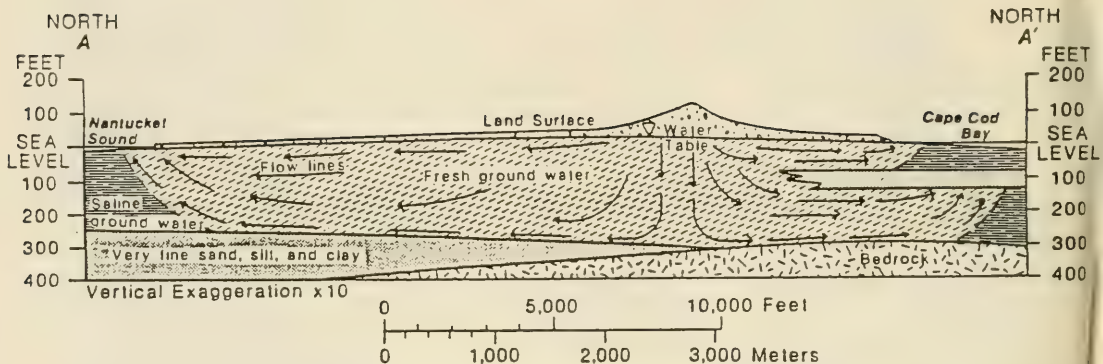 NORTH
A
FEET
200
100
SEA
LEVEL
100
200
300
400
Nantucket
Sound
Land Surface
Water
Table
Cape Cod
Bay
Flow lines
Fresh ground water
Saline
ground water
Very fine sand, silt, and clay
Bedrock
NORTH
A'
FEET
200
100
SEA
LEVEL
100
200
300
400
Vertical Exaggeration x10
0 5,000 10,000 Feet
0 1,000 2,000 3,000 Meters